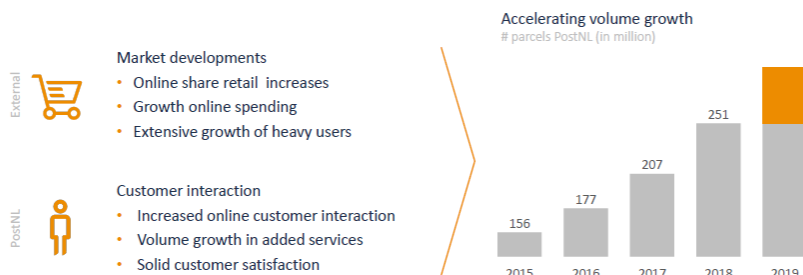 External
Market developments
• Online share retail increases
• Growth online spending
• Extensive growth of heavy users
PostNL
Customer interaction
• Increased online customer interaction
• Volume growth in added services
• Solid customer satisfaction
Accelerating volume growth
# parcels PostNL (in million)
156
177
207
251
2015
2016
2017
2018
2019